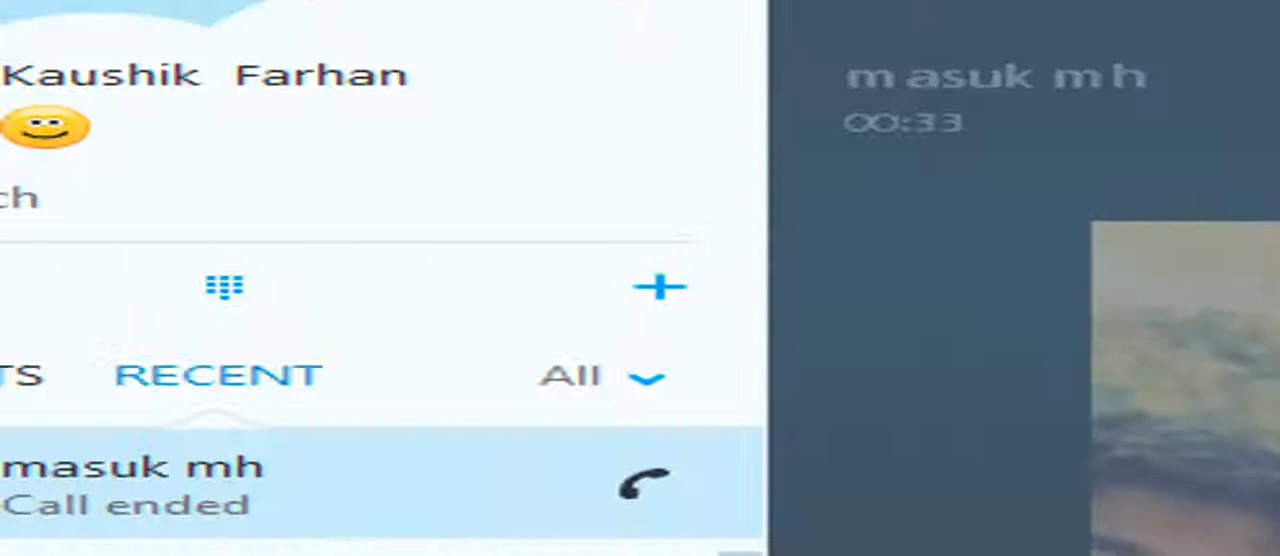 Kaushik Farhan
ch
TS RECENT All
masuk mh
Call ended
masuk mh
00:33